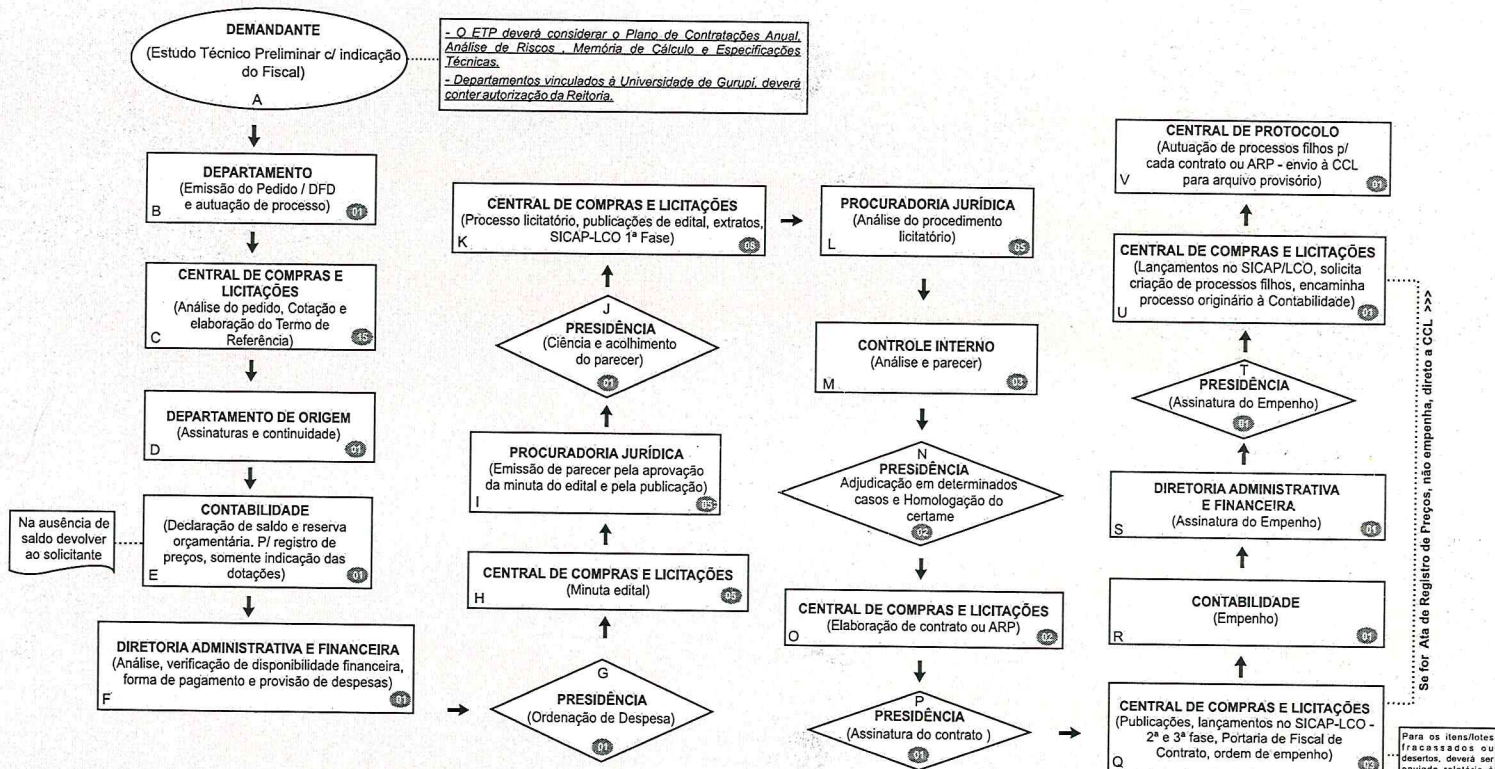 DEMANDANTE
(Estudo Técnico Preliminar c/ indicação
do Fiscal)
A
- O ETP deverá considerar o Plano de Contratações Anual,
Análise de Riscos , Memória de Cálculo e Especificações
Técnicas.
- Departamentos vinculados à Universidade de Gurupi, deverá
conter autorização da Reitoria.
DEPARTAMENTO
(Emissão do Pedido / DFD
e autuação de processo)
B
01
CENTRAL DE COMPRAS E
LICITAÇÕES
(Análise do pedido, Cotação e
elaboração do Termo de
Referência)
C
15
DEPARTAMENTO DE ORIGEM
(Assinaturas e continuidade)
D
01
Na ausência de
saldo devolver
ao solicitante
CONTABILIDADE
(Declaração de saldo e reserva
orçamentária. P/ registro de
preços, somente indicação das
dotações)
E
01
DIRETORIA ADMINISTRATIVA E FINANCEIRA
(Análise, verificação de disponibilidade financeira,
forma de pagamento e provisão de despesas)
F
01
G
PRESIDÊNCIA
(Ordenação de Despesa)
01
CENTRAL DE COMPRAS E LICITAÇÕES
(Minuta edital)
H
05
PROCURADORIA JURÍDICA
(Emissão de parecer pela aprovação
da minuta do edital e pela publicação)
I
05
J
PRESIDÊNCIA
(Ciência e acolhimento
do parecer)
01
CENTRAL DE COMPRAS E LICITAÇÕES
(Processo licitatório, publicações de edital, extratos,
SICAP-LCO 1ª Fase)
K
08
PROCURADORIA JURÍDICA
(Análise do procedimento
licitatório)
L
05
CONTROLE INTERNO
(Análise e parecer)
M
03
N
PRESIDÊNCIA
Adjudicação em determinados
casos e Homologação do
certame
02
CENTRAL DE COMPRAS E LICITAÇÕES
(Elaboração de contrato ou ARP)
O
02
P
PRESIDÊNCIA
(Assinatura do contrato )
01
CENTRAL DE COMPRAS E LICITAÇÕES
(Publicações, lançamentos no SICAP-LCO -
2ª e 3ª fase, Portaria de Fiscal de
Contrato, ordem de empenho)
Q
03
Para os itens/lotes
fracassados ou
desertos, deverá ser
CONTABILIDADE
(Empenho)
R
01
DIRETORIA ADMINISTRATIVA
E FINANCEIRA
(Assinatura do Empenho)
S
01
T
PRESIDÊNCIA
(Assinatura do Empenho)
01
CENTRAL DE COMPRAS E LICITAÇÕES
(Lançamentos no SICAP/LCO, solicita
criação de processos filhos, encaminha
processo originário à Contabilidade)
U
01
CENTRAL DE PROTOCOLO
(Autuação de processos filhos p/
cada contrato ou ARP - envio à CCL
para arquivo provisório)
V
01
Se for Ata de Registro de Preços, não empenha, direto a CCL >>>